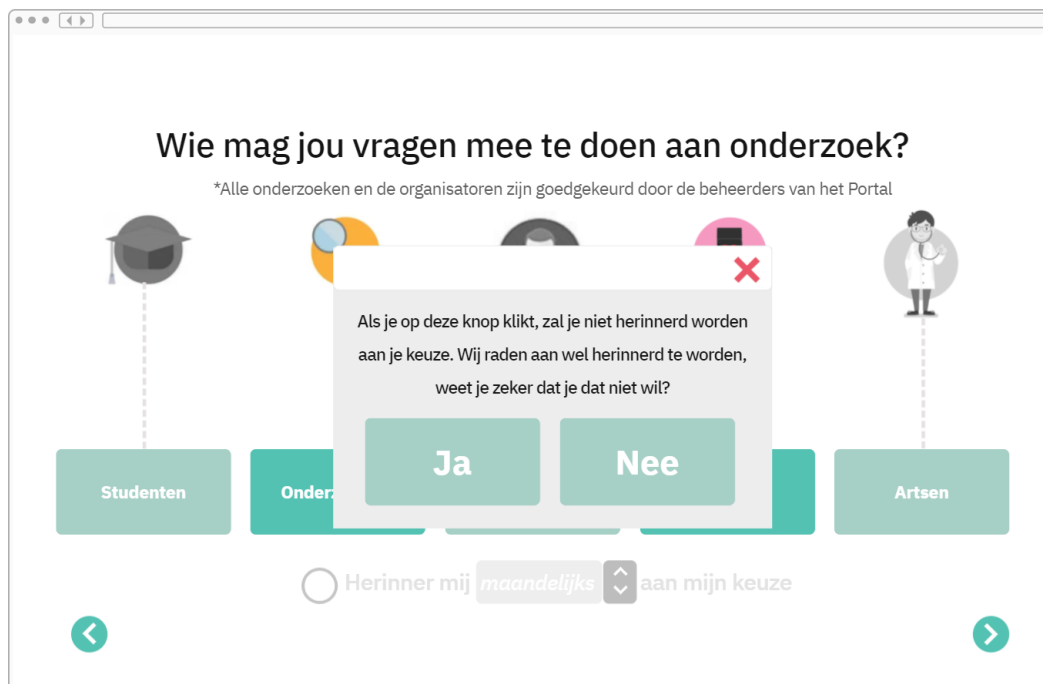 Wie mag jou vragen mee te doen aan onderzoek?
*Alle onderzoeken en de organisatoren zijn goedgekeurd door de beheerders van het Portal
Als je op deze knop klikt, zal je niet herinnerd worden
aan je keuze. Wij raden aan wel herinnerd te worden,
weet je zeker dat je dat niet wil?
Ja
Nee
Studenten
Artsen
Herinner mij maandelijks aan mijn keuze